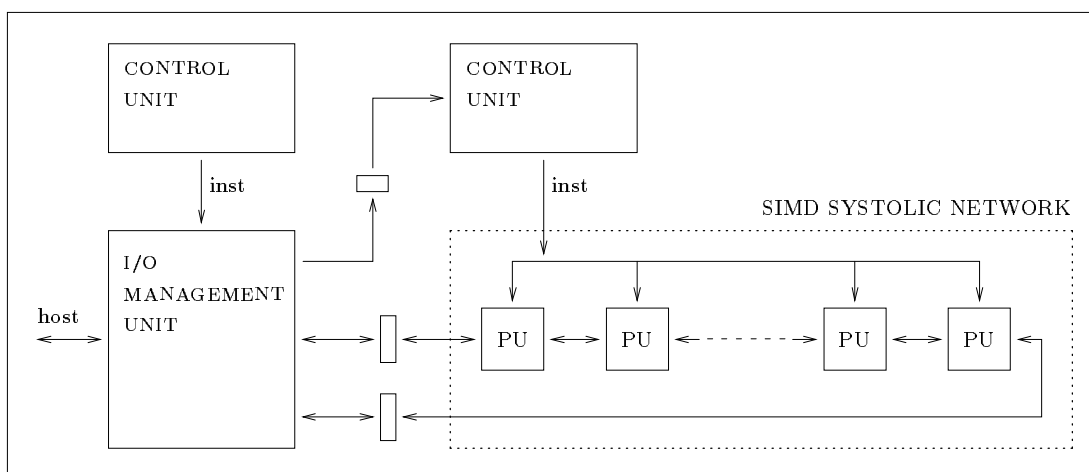 CONTROL
UNIT
CONTROL
UNIT
inst
inst
SIMD SYSTOLIC NETWORK
I/O
MANAGEMENT
UNIT
host
PU
PU
PU
PU